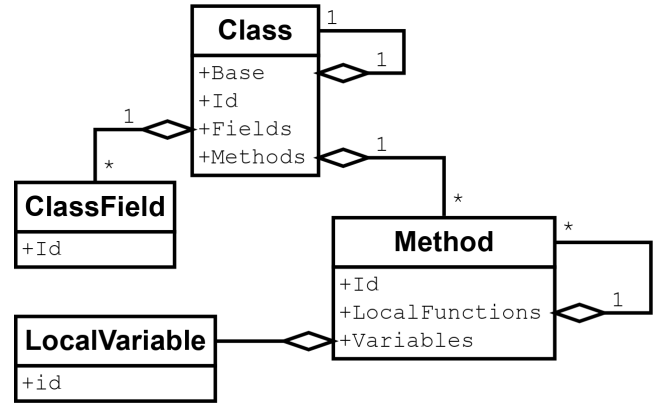 Class
+Base
+Id
+Fields
+Methods
1
1
1
*
1
*
ClassField
+Id
Method
+Id
+LocalFunctions
+Variables
*
1
LocalVariable
+id